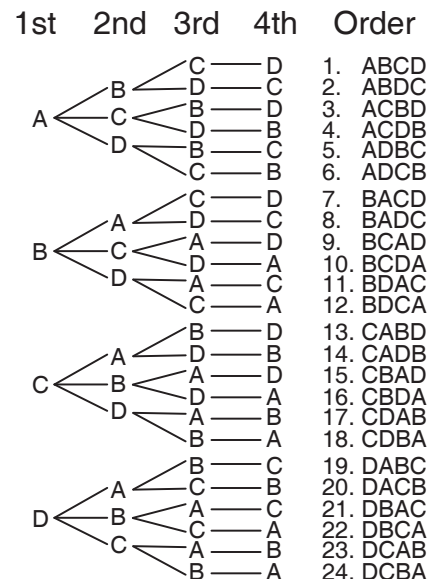 1st 2nd 3rd 4th Order
C D 1. ABCD
B D C 2. ABDC
B D 3. ACBD
A C D B 4. ACDB
D B C 5. ADBC
C B 6. ADCB
C D 7. BACD
A D C 8. BADC
A D 9. BCAD
B C D A 10. BCDA
D A C 11. BDAC
C A 12. BDCA
B D 13. CABD
A D B 14. CADB
A D 15. CBAD
C B D A 16. CBDA
D A B 17. CDAB
B A 18. CDBA
B C 19. DABC
A C B 20. DACB
A C 21. DBAC
D B C A 22. DBCA
C A B 23. DCAB
B A 24. DCBA